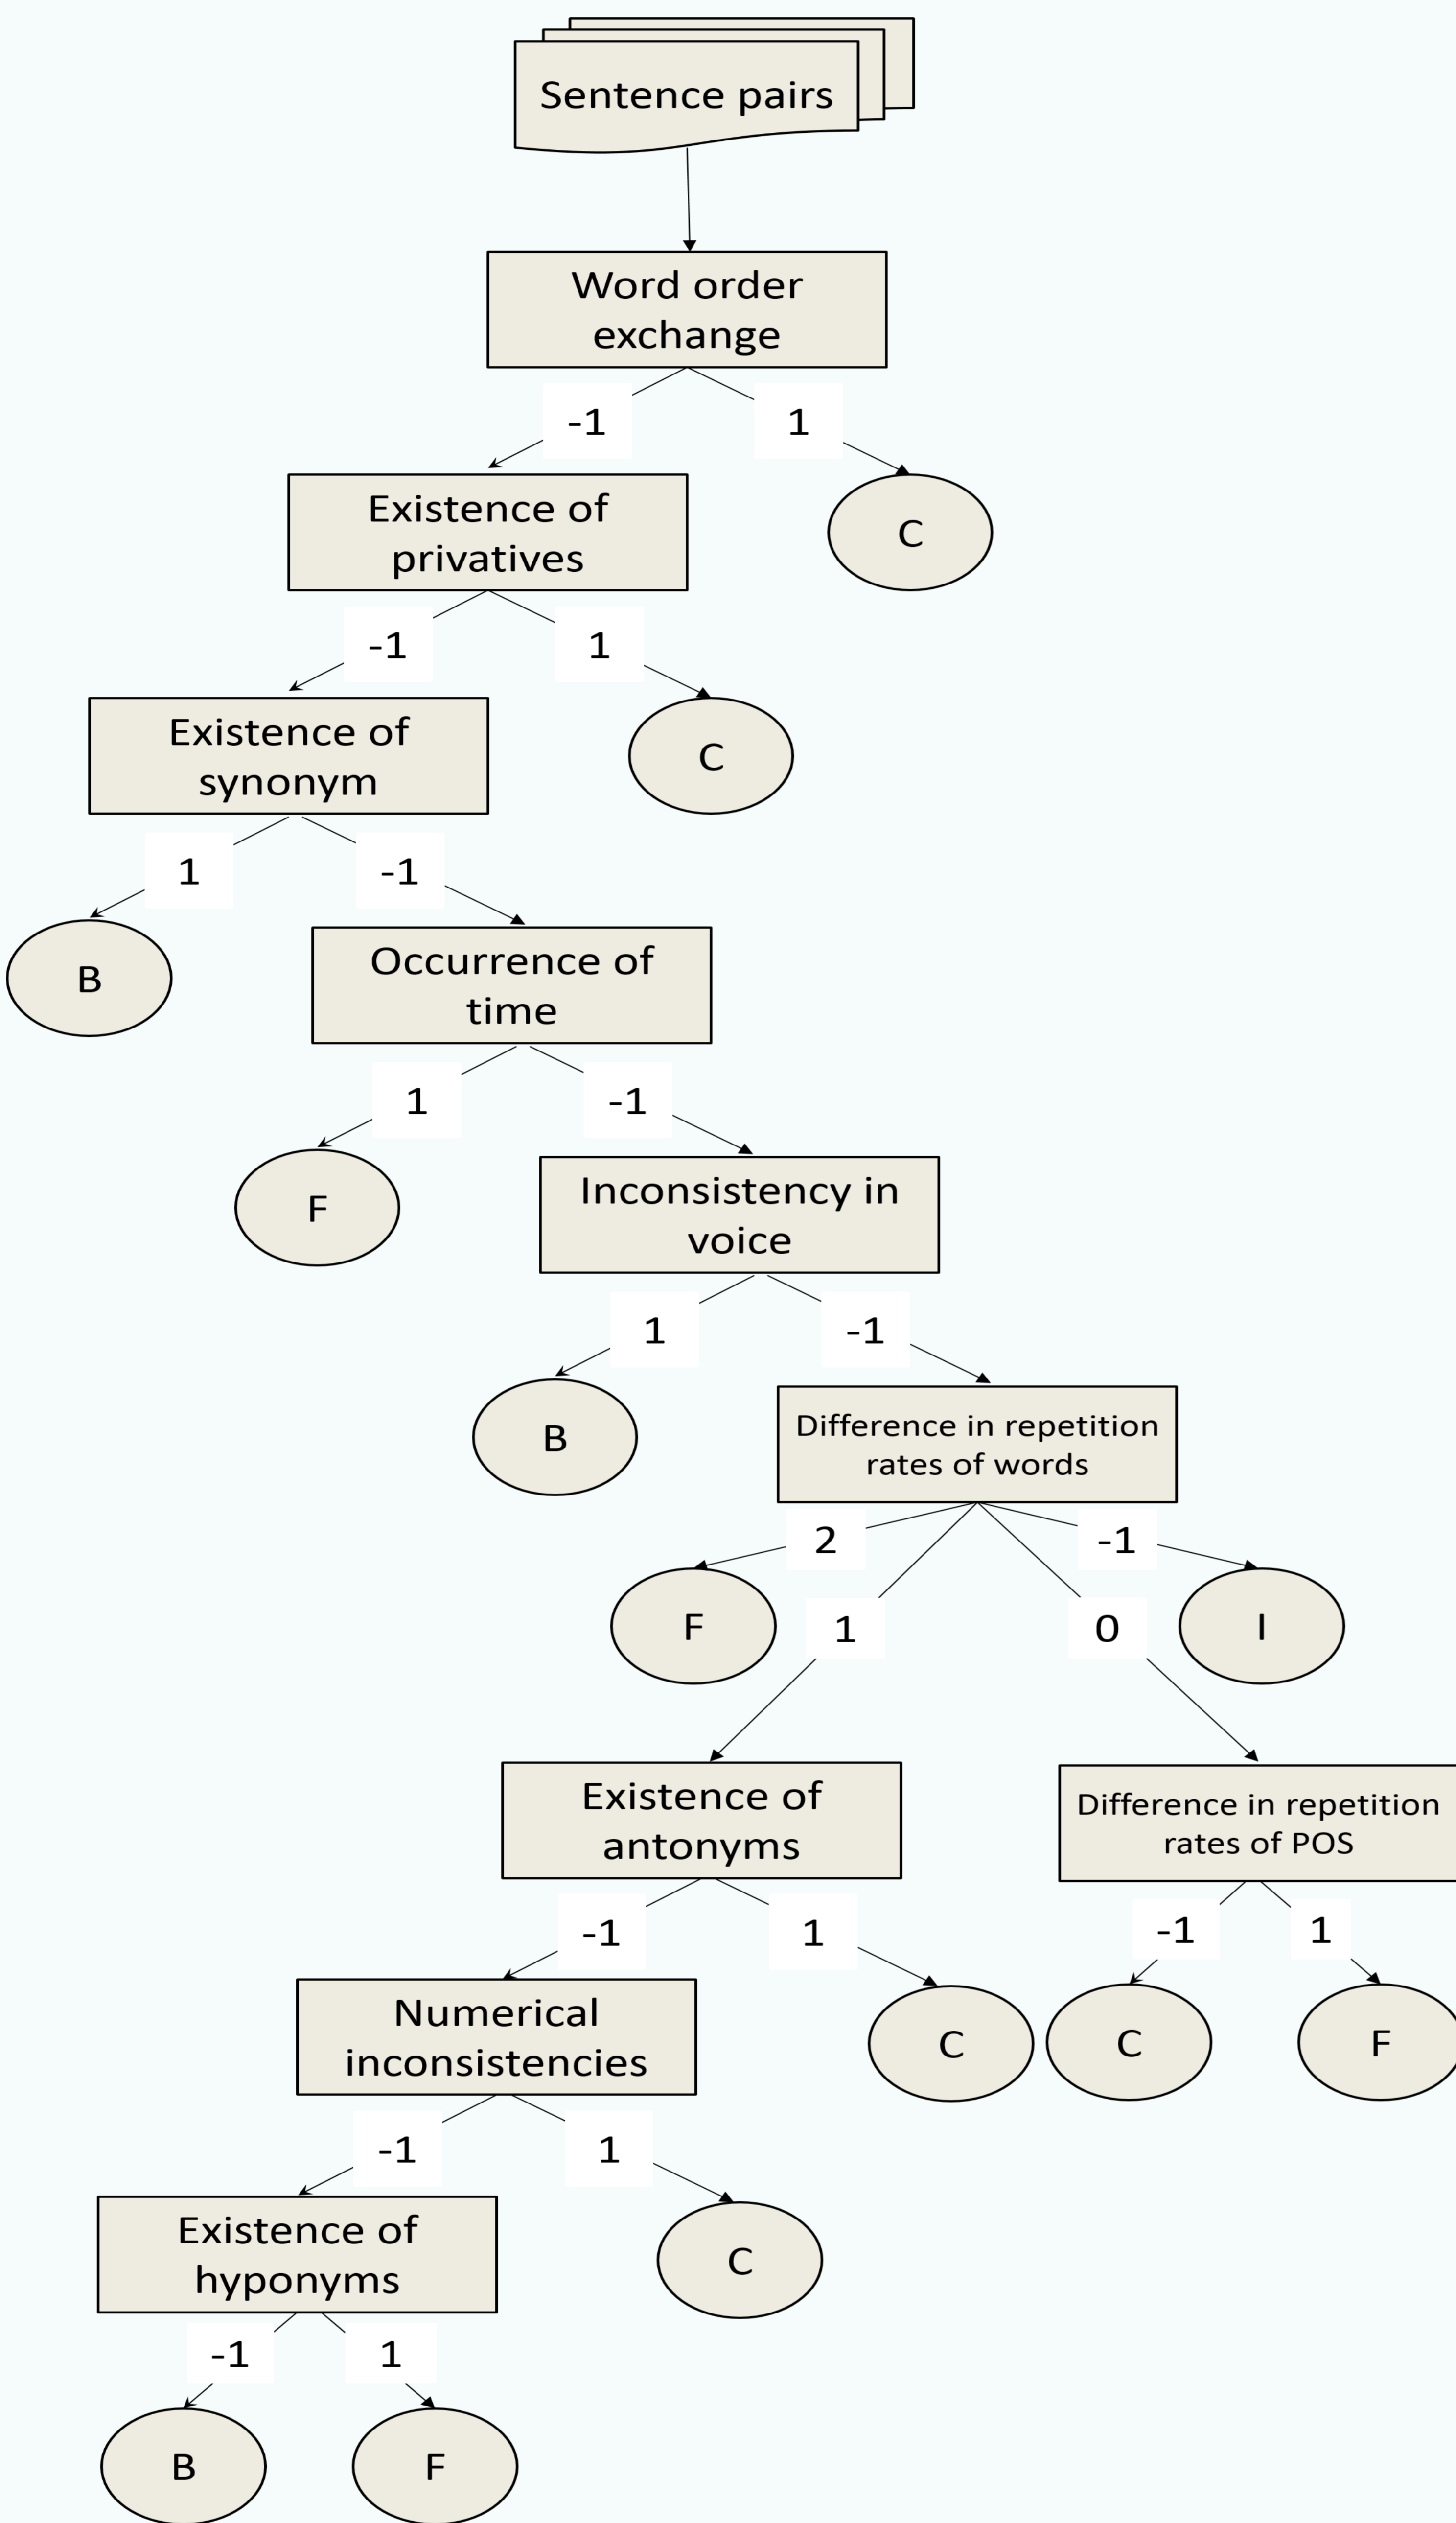 Sentence pairs
Word order
exchange
-1
1
Existence of
privatives
C
-1
1
Existence of
synonym
C
1
-1
B
Occurrence of
time
1
-1
F
Inconsistency in
voice
1
-1
B
Difference in repetition
rates of words
2
-1
F
1
0
I
Existence of
antonyms
Difference in repetition
rates of POS
-1
1
-1
1
Numerical
inconsistencies
C
C
F
-1
1
Existence of
hyponyms
C
-1
1
B
F